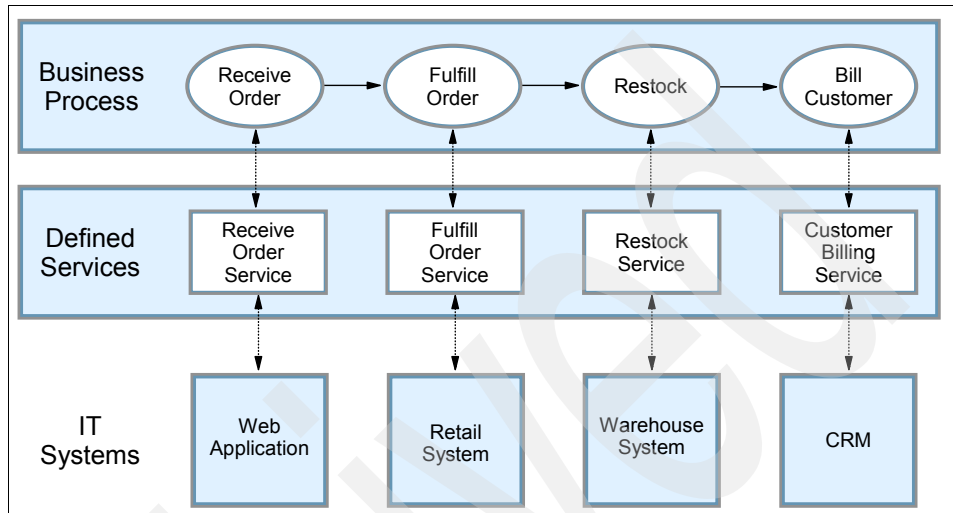 Business
Process
Receive
Order
Fulfill
Order
Restock
Bill
Customer
Defined
Services
Receive
Order
Service
Fulfill
Order Service
Restock
Service
Customer
Billing
Service
IT
Systems
Web
Application
Retail
System
Warehouse
System
CRM